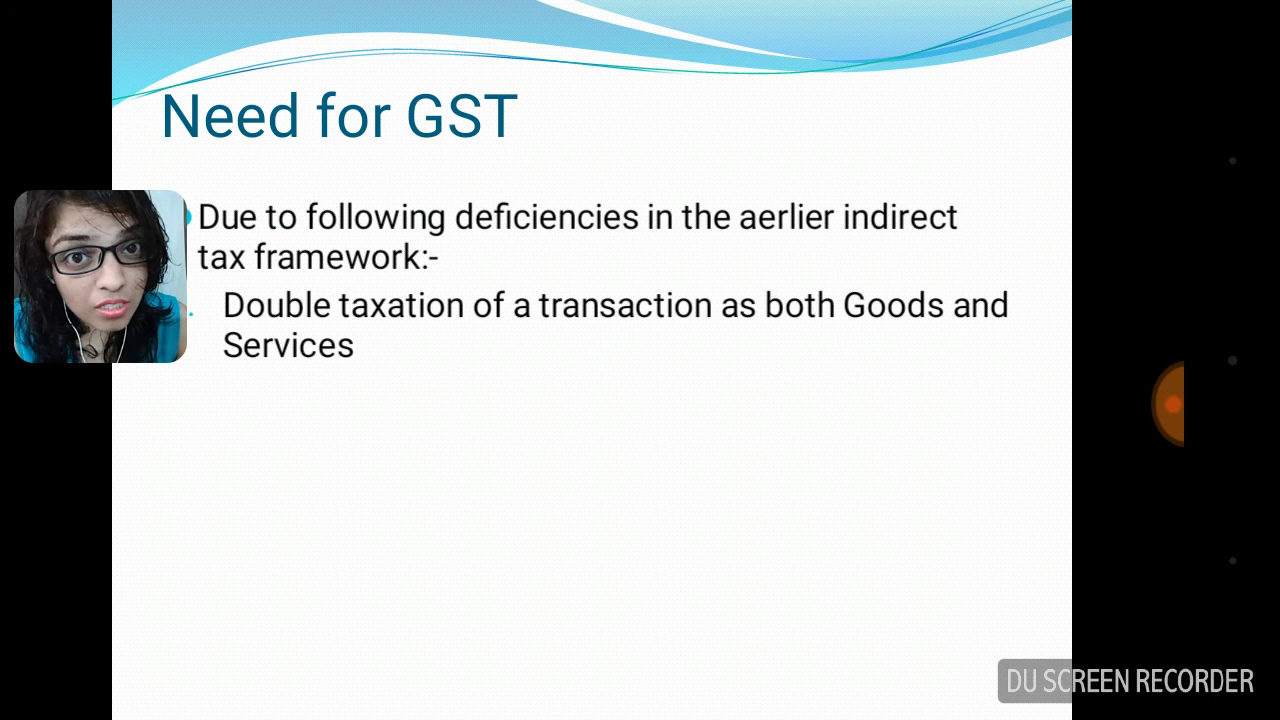 Need for GST
Due to following deficiencies in the aerlier indirect
tax framework:-
Double taxation of a transaction as both Goods and
Services
DU SCREEN RECORDER